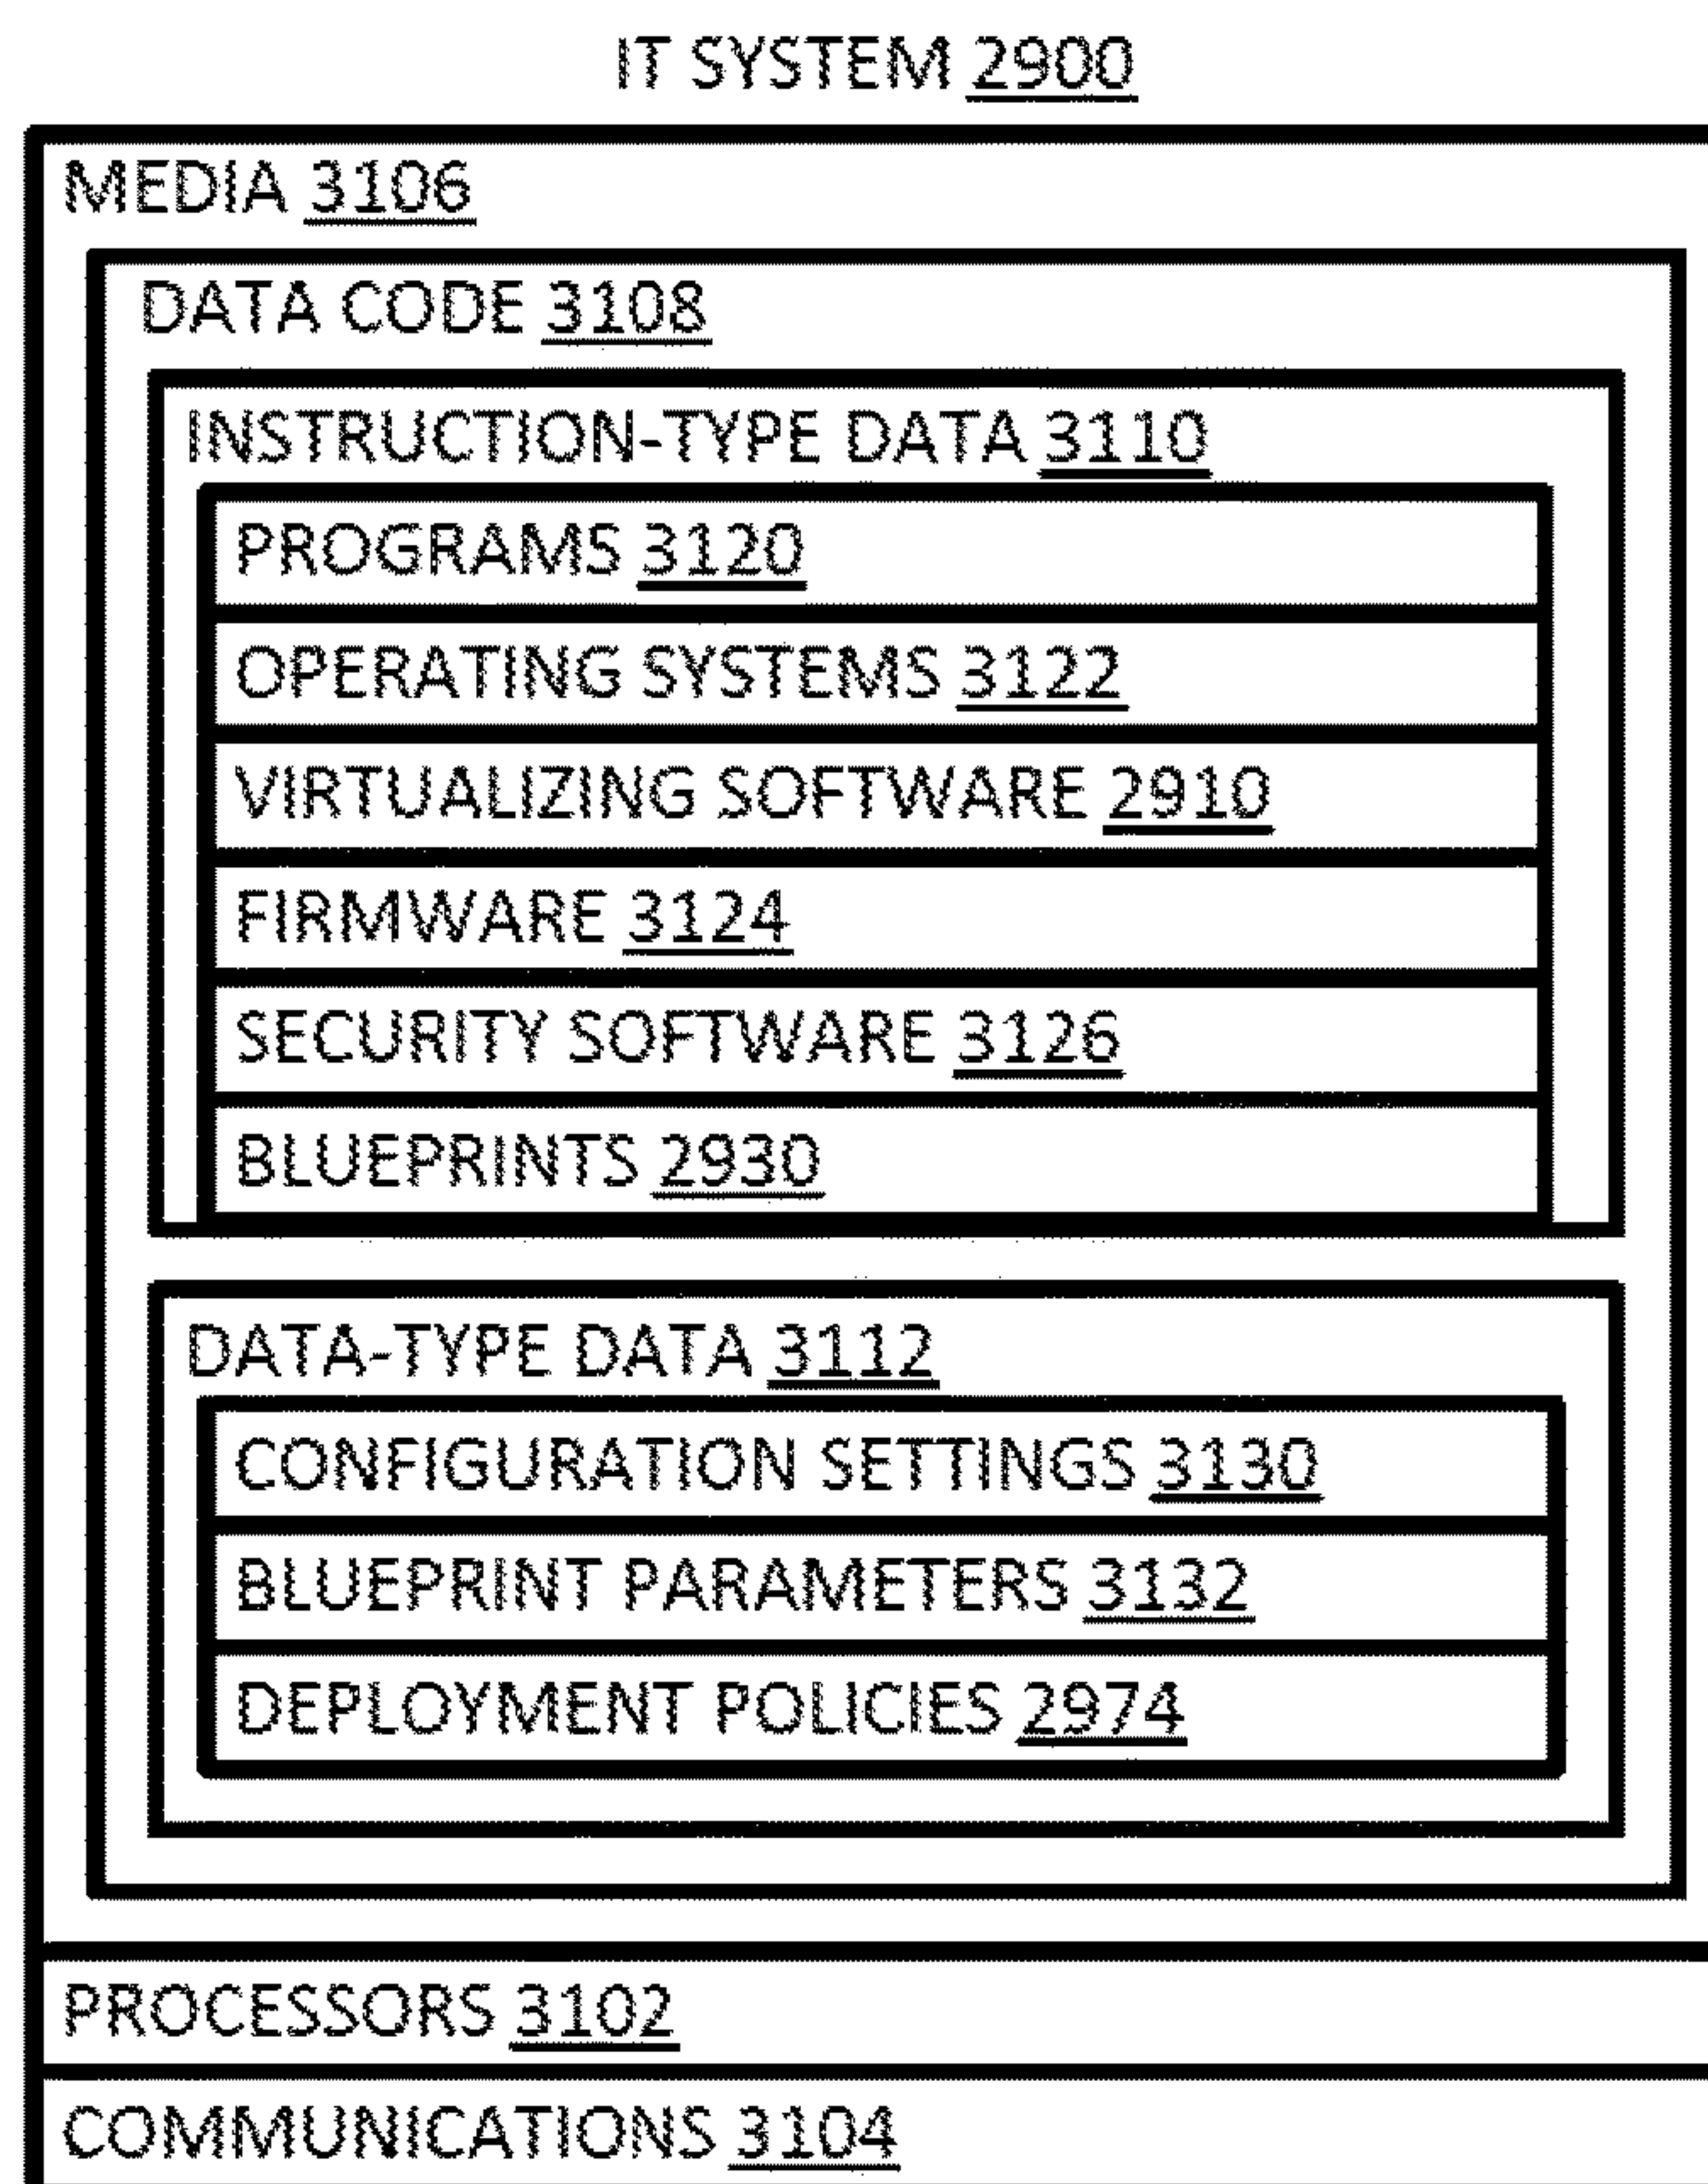 IT SYSTEM 2900
MEDIA 3106
DATA CODE 3108
INSTRUCTION-TYPE DATA 3110
PROGRAMS 3120
OPERATING SYSTEMS 3122
VIRTUALIZING SOFTWARE 2910
FIRMWARE 3124
SECURITY SOFTWARE 3126
BLUEPRINTS 2930
DATA-TYPE DATA 3112
CONFIGURATION SETTINGS 3130
BLUEPRINT PARAMETERS 3132
DEPLOYMENT POLICIES 2974
PROCESSORS 3102
COMMUNICATIONS 3104